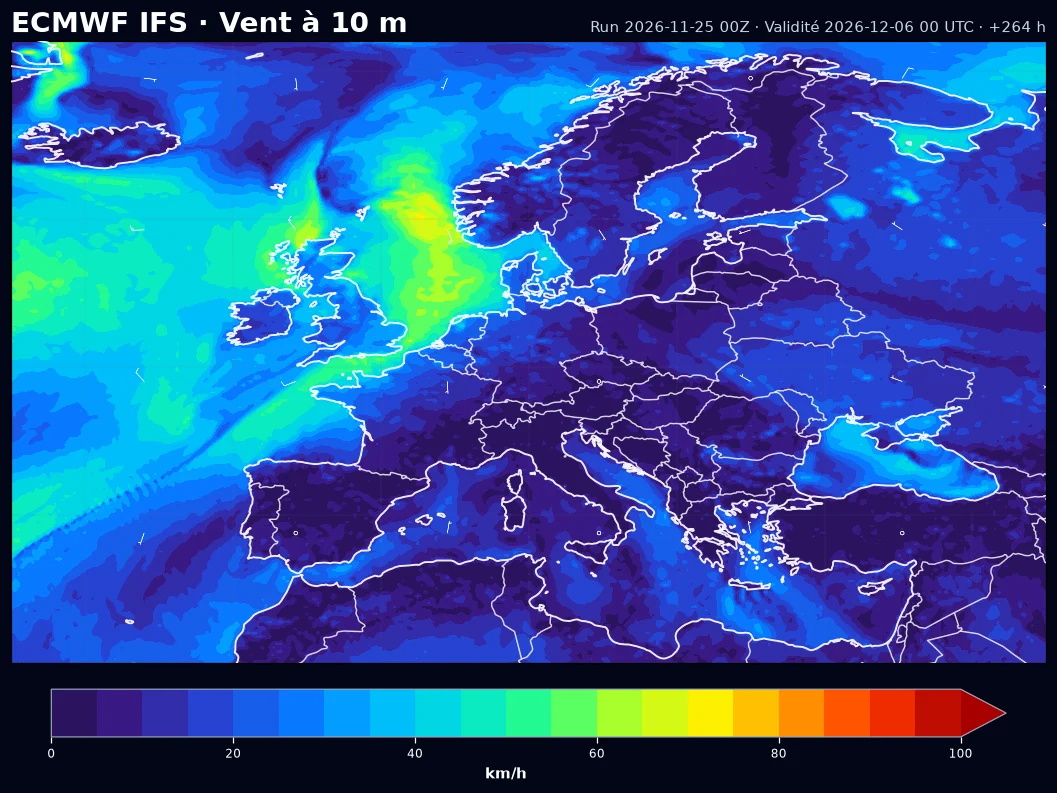 ECMWF IFS · Vent à 10 m
Run 2026-11-25 00Z · Validité 2026-12-06 00 UTC · +264 h
0 20 40 60 80 100
km/h